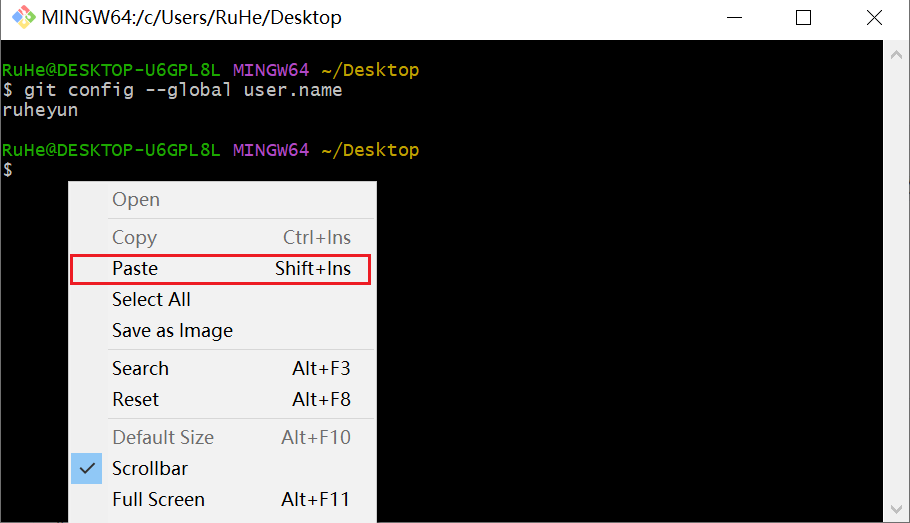 MINGW64:/c/Users/RuHe/Desktop
RuHe@DESKTOP-U6GPL8L MINGW64 ~/Desktop
$ git config --global user.name
ruheyun
RuHe@DESKTOP-U6GPL8L MINGW64 ~/Desktop
$
Open
Copy Ctrl+Ins
Paste Shift+Ins
Select All
Save as Image
Search Alt+F3
Reset Alt+F8
Default Size Alt+F10
Scrollbar
Full Screen Alt+F11